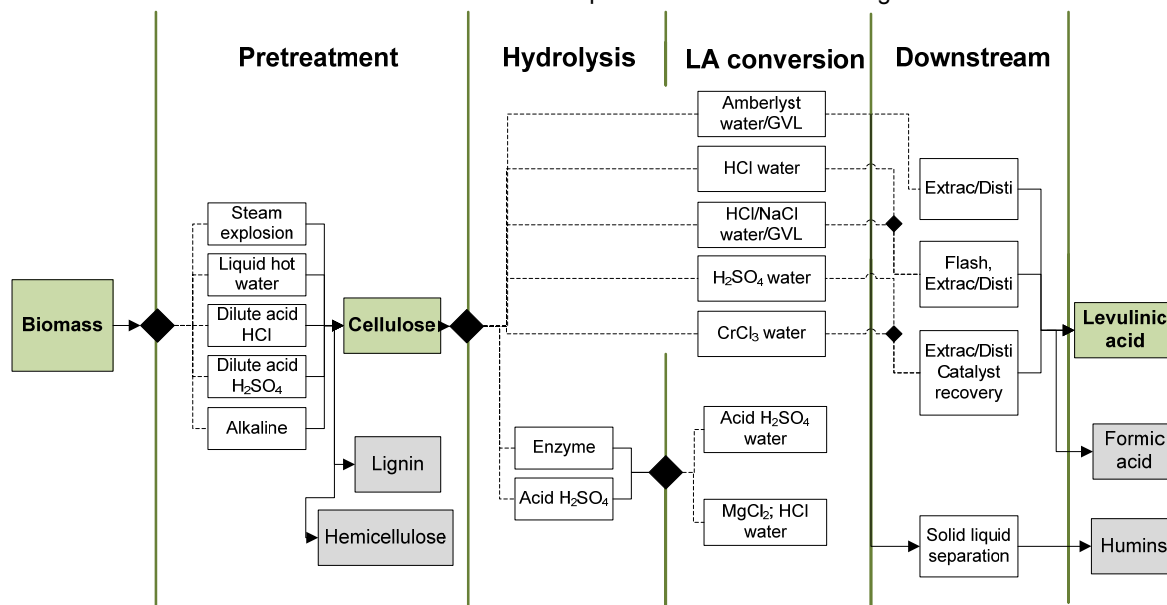 Pretreatment
Hydrolysis
LA conversion
Downstream
Biomass
Steam
explosion
Liquid hot
water
Dilute acid
HCl
Dilute acid
H₂SO₄
Alkaline
Cellulose
Lignin
Hemicellulose
Enzyme
Acid H₂SO₄
Amberlyst
water/GVL
HCl water
HCl/NaCl
water/GVL
H₂SO₄ water
CrCl₃ water
Acid H₂SO₄
water
MgCl₂; HCl
water
Extrac/Disti
Flash,
Extrac/Disti
Extrac/Disti
Catalyst
recovery
Solid liquid
separation
Levulinic
acid
Formic
acid
Humins